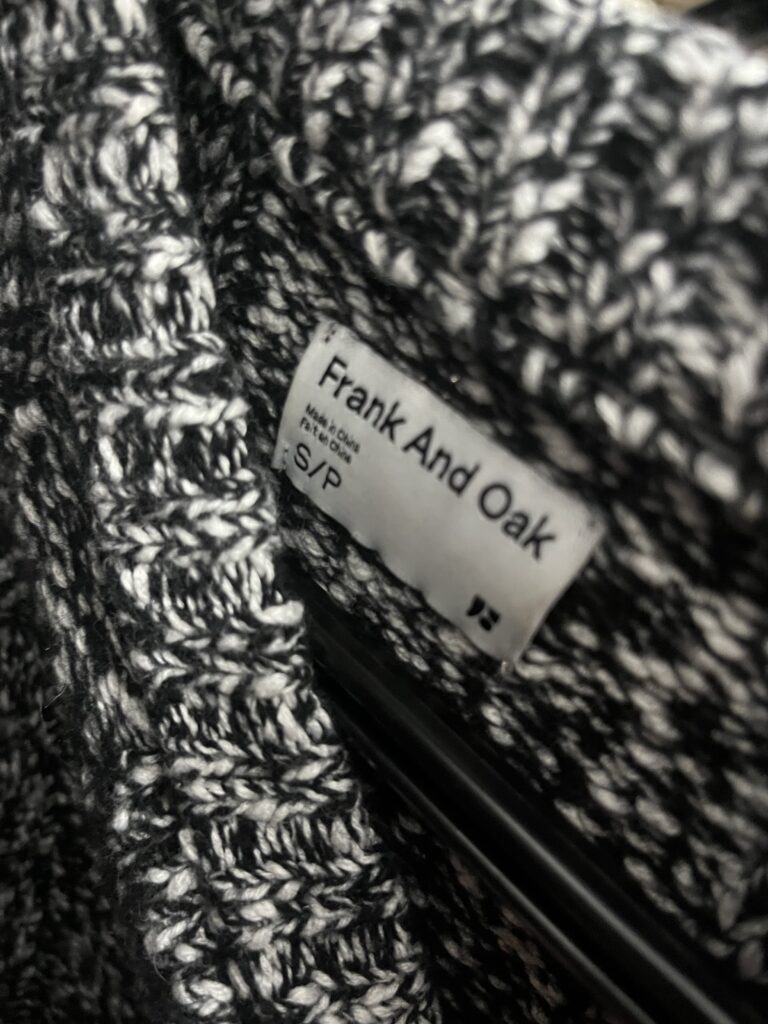 Frank And Oak
Made in China
Fait en Chine
S/P